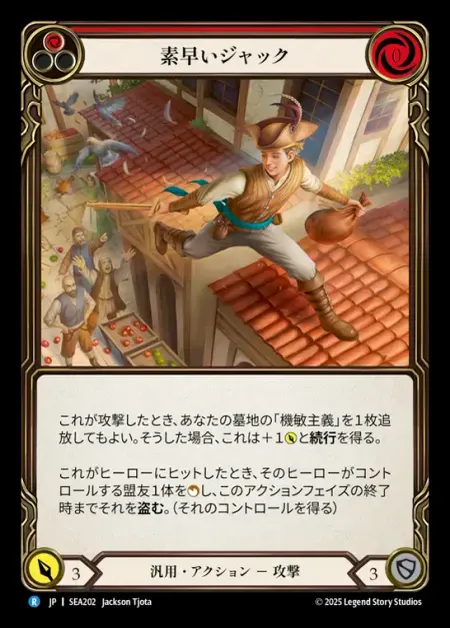 素早いジャック
0
これが攻撃したとき、あなたの墓地の「機敏主義」を1枚追
放してもよい。そうした場合、これは+1と続行を得る。
これがヒーローにヒットしたとき、そのヒーローがコント
ロールする盟友1体をし、このアクションフェイズの終了
時までそれを盗む。(それのコントロールを得る)
3 汎用・アクション − 攻撃 3
R JP | SEA202 Jackson Tjota © 2025 Legend Story Studios